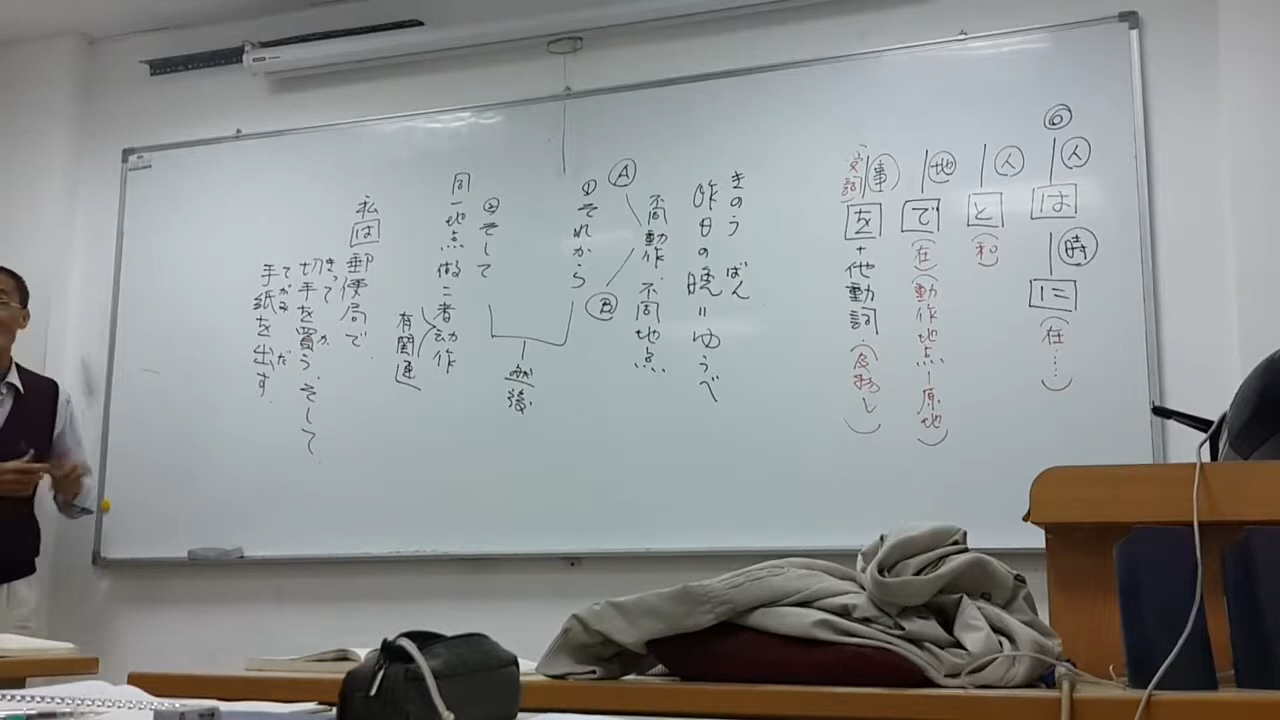 ⑥
人は
時に
(在……)
人と
(和)
地で
(在)(動作地点ー原地)
(受詞)事を+他動詞.(及物V)
きのう ばん
昨日の晩=ゆうべ
Ⓐ
不同動作.不同地点.
Ⓑ
①それから
②そして
然後.
同一地点做二者动作
有関連
私は郵便局で
きって か
切手を買う.そして
てがみ だ
手紙を出す.